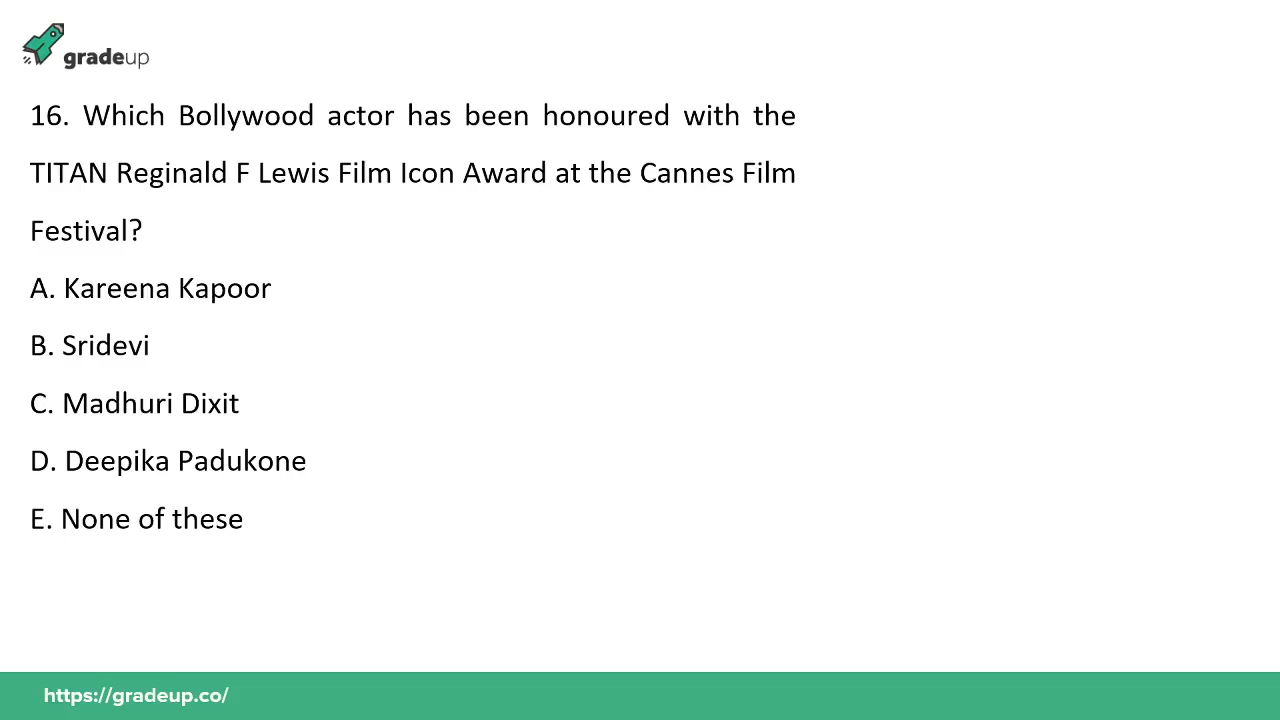 gradeup
16. Which Bollywood actor has been honoured with the
TITAN Reginald F Lewis Film Icon Award at the Cannes Film
Festival?
A. Kareena Kapoor
B. Sridevi
C. Madhuri Dixit
D. Deepika Padukone
E. None of these
https://gradeup.co/